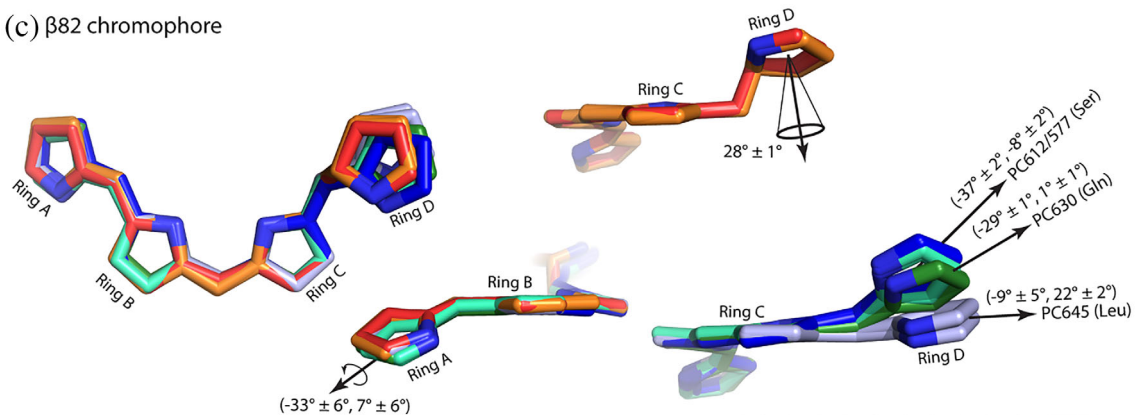 (c) β82 chromophore
Ring A
Ring B
Ring C
Ring D
Ring B
Ring A
(-33° ± 6°, 7° ± 6°)
Ring D
Ring C
28° ± 1°
(-37° ± 2°, -8° ± 2°)
PC612/577 (Ser)
(-29° ± 1°, 1° ± 1°)
PC630 (Gln)
(-9° ± 5°, 22° ± 2°)
PC645 (Leu)
Ring C
Ring D